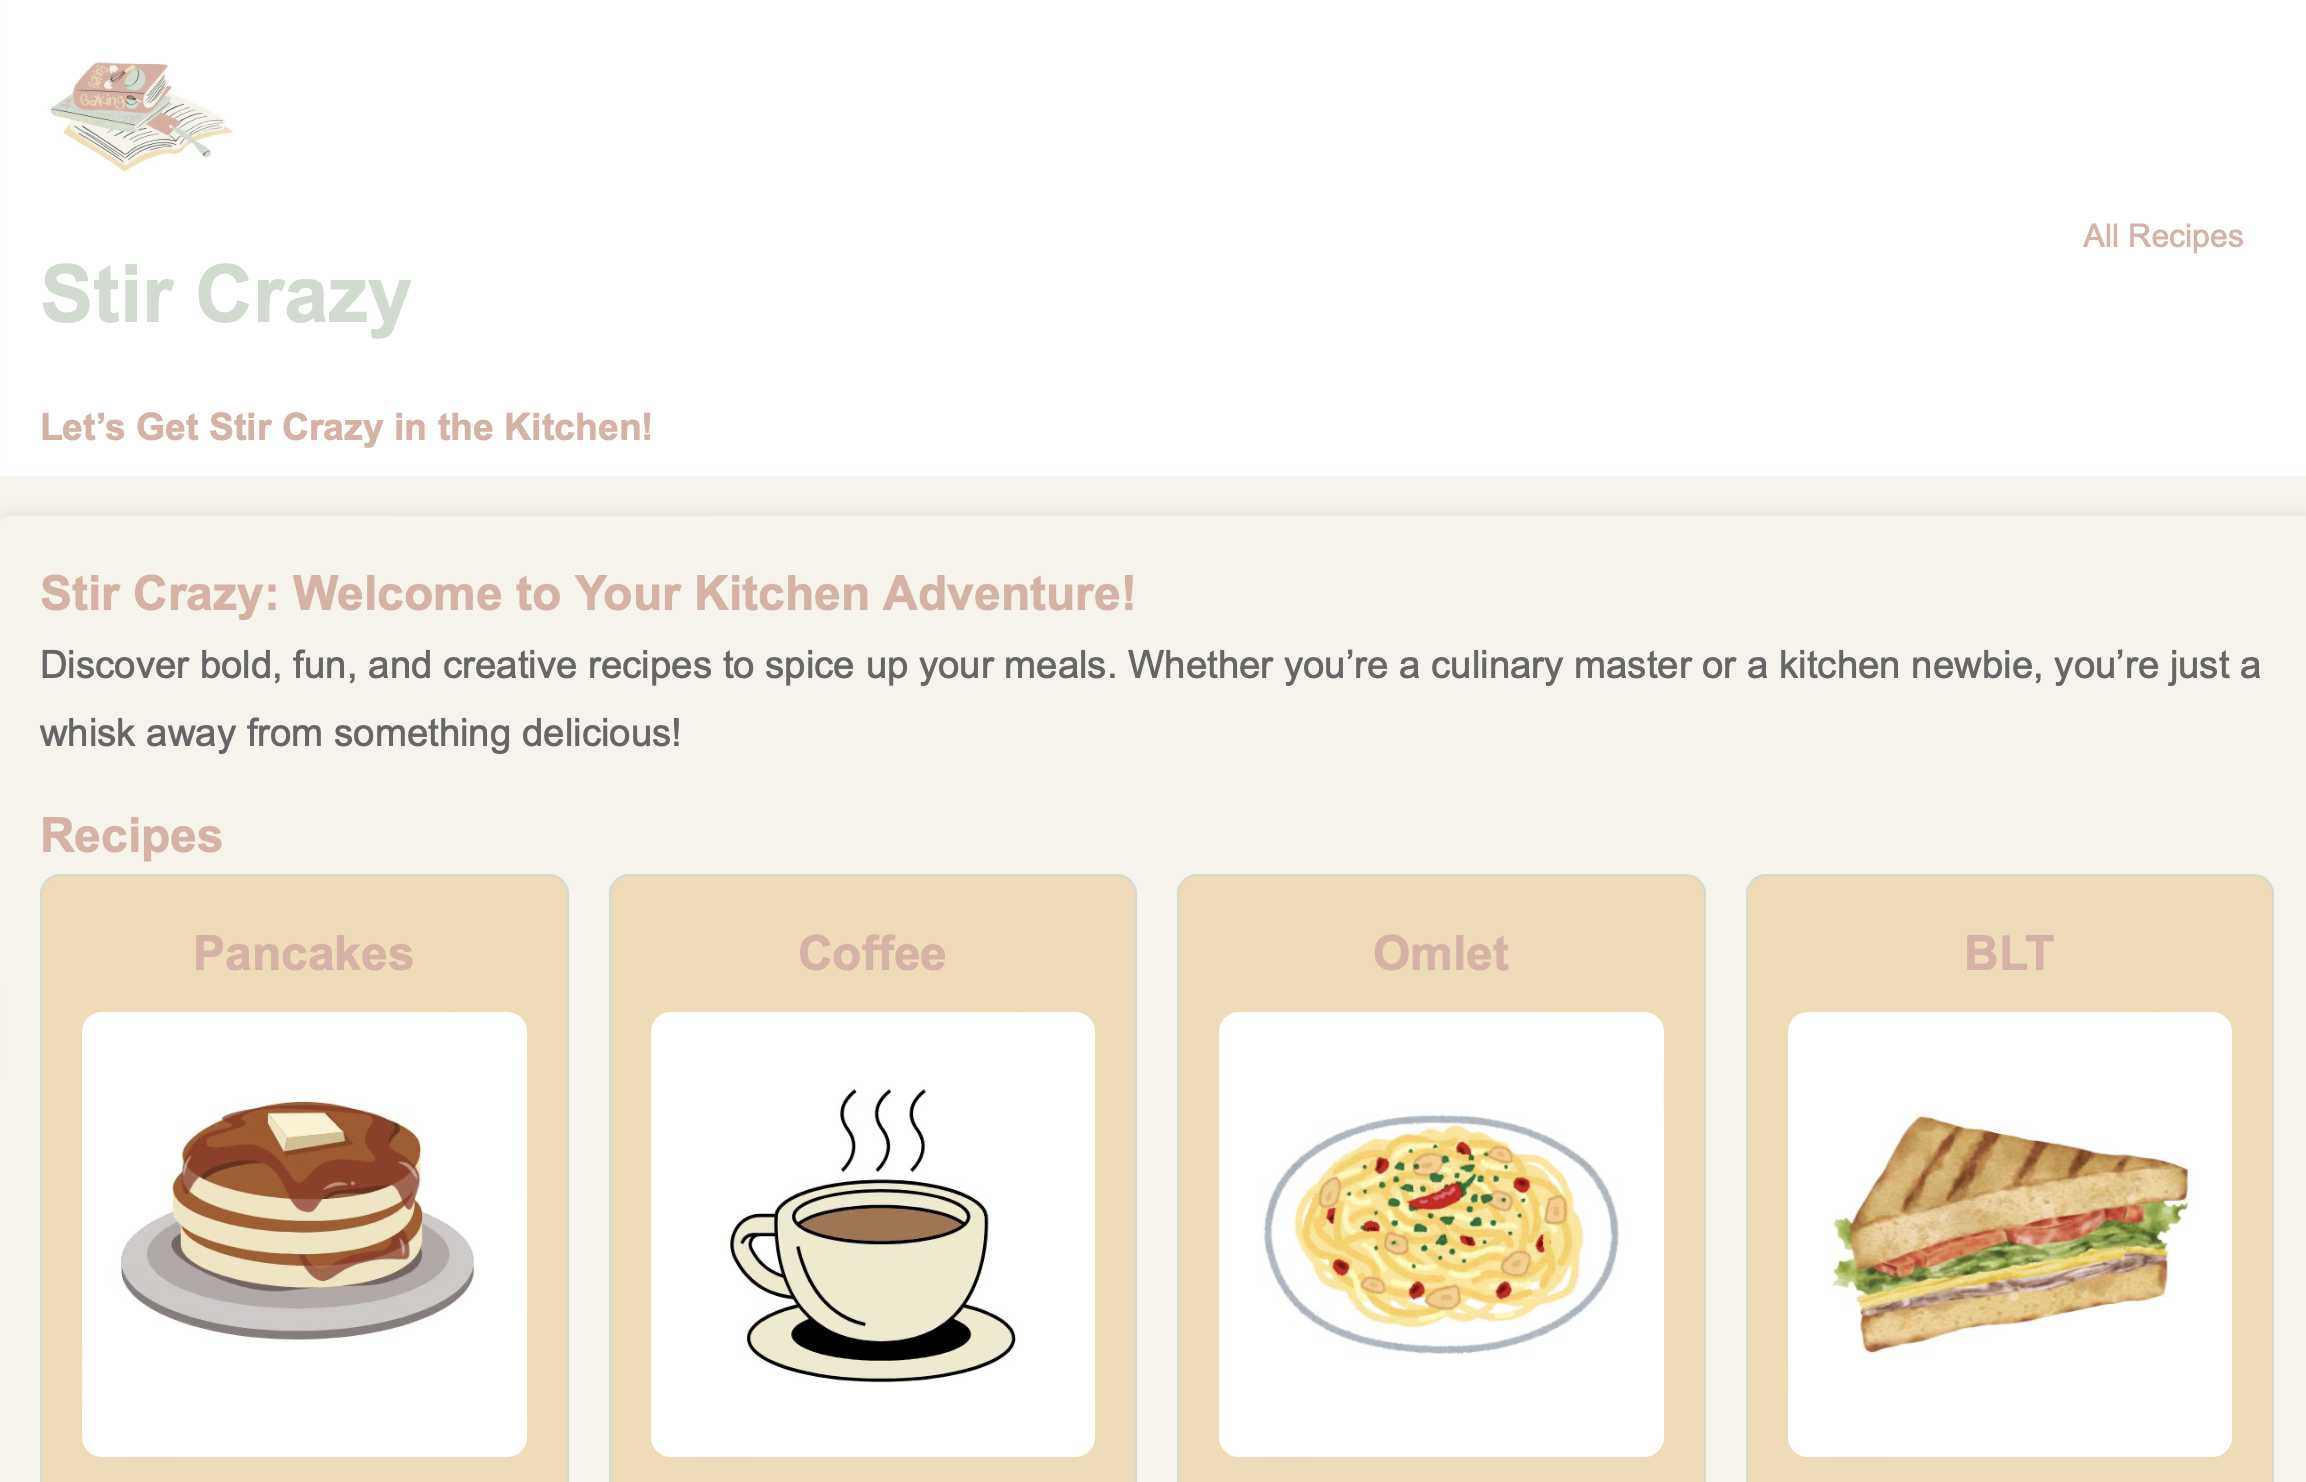 Baking
All Recipes
Stir Crazy
Let’s Get Stir Crazy in the Kitchen!
Stir Crazy: Welcome to Your Kitchen Adventure!
Discover bold, fun, and creative recipes to spice up your meals. Whether you’re a culinary master or a kitchen newbie, you’re just a
whisk away from something delicious!
Recipes
Pancakes
Coffee
Omlet
BLT